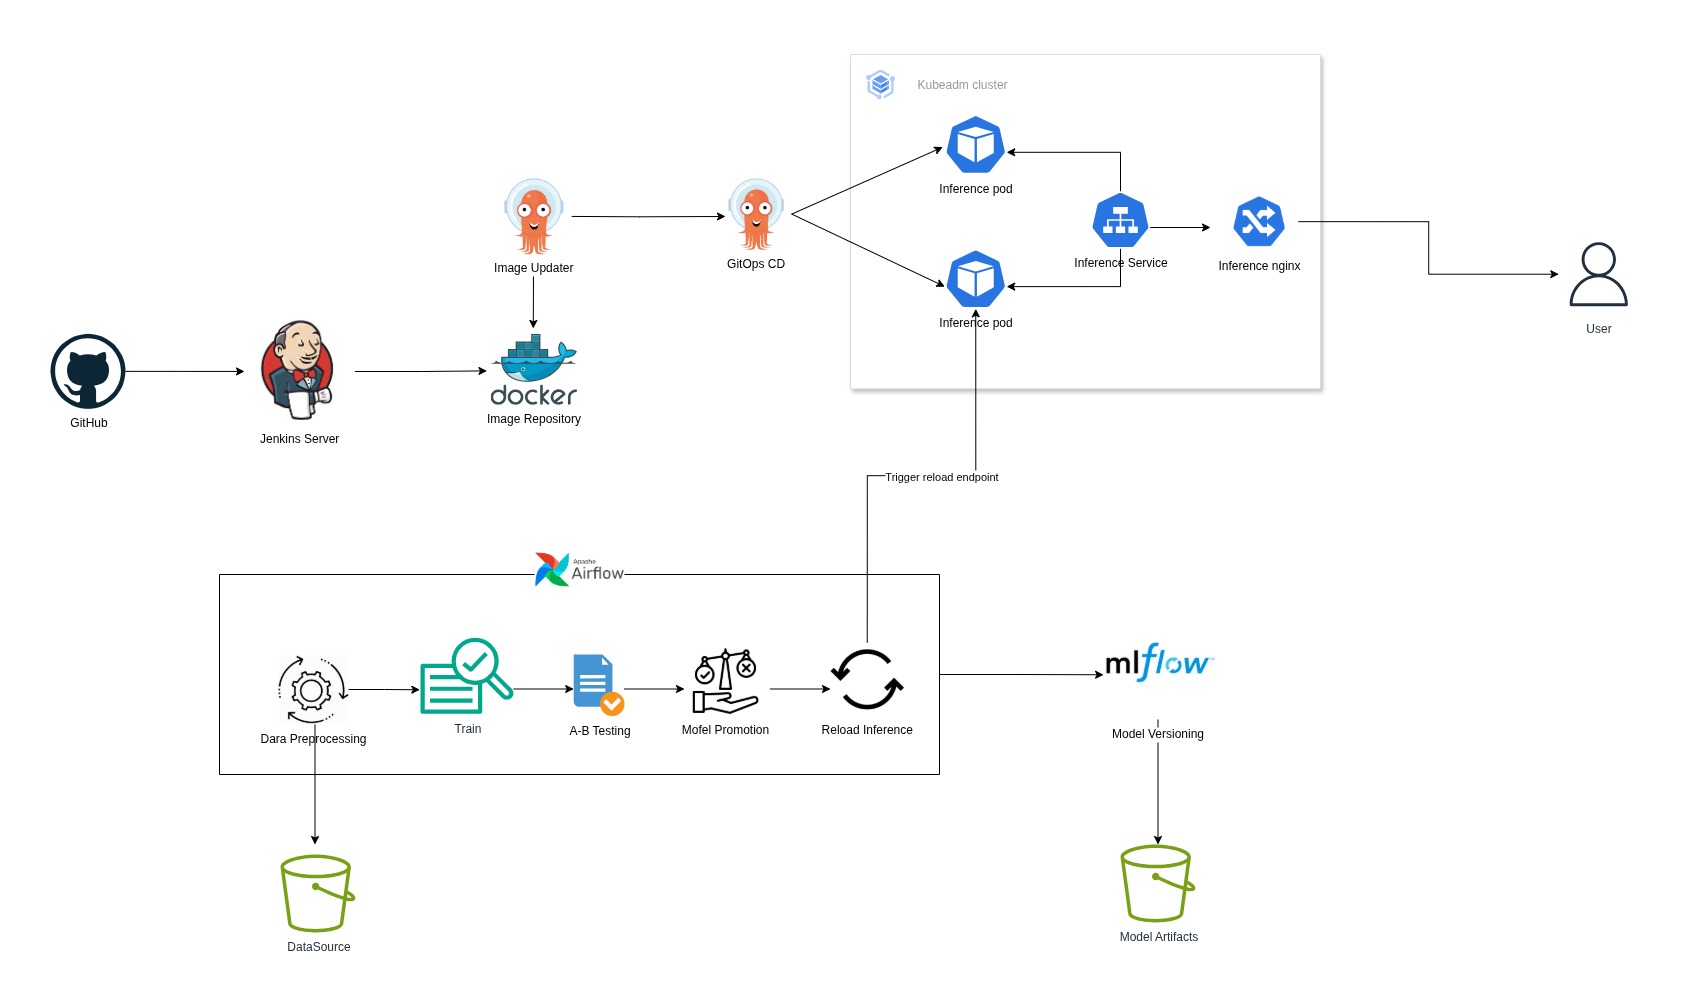 Kubeadm cluster
Inference pod
Image Updater
GitOps CD
Inference Service
Inference nginx
Inference pod
User
GitHub
Jenkins Server
docker
Image Repository
Trigger reload endpoint
Apache
Airflow
mlflow™
Dara Preprocessing
Train
A-B Testing
Mofel Promotion
Reload Inference
Model Versioning
DataSource
Model Artifacts